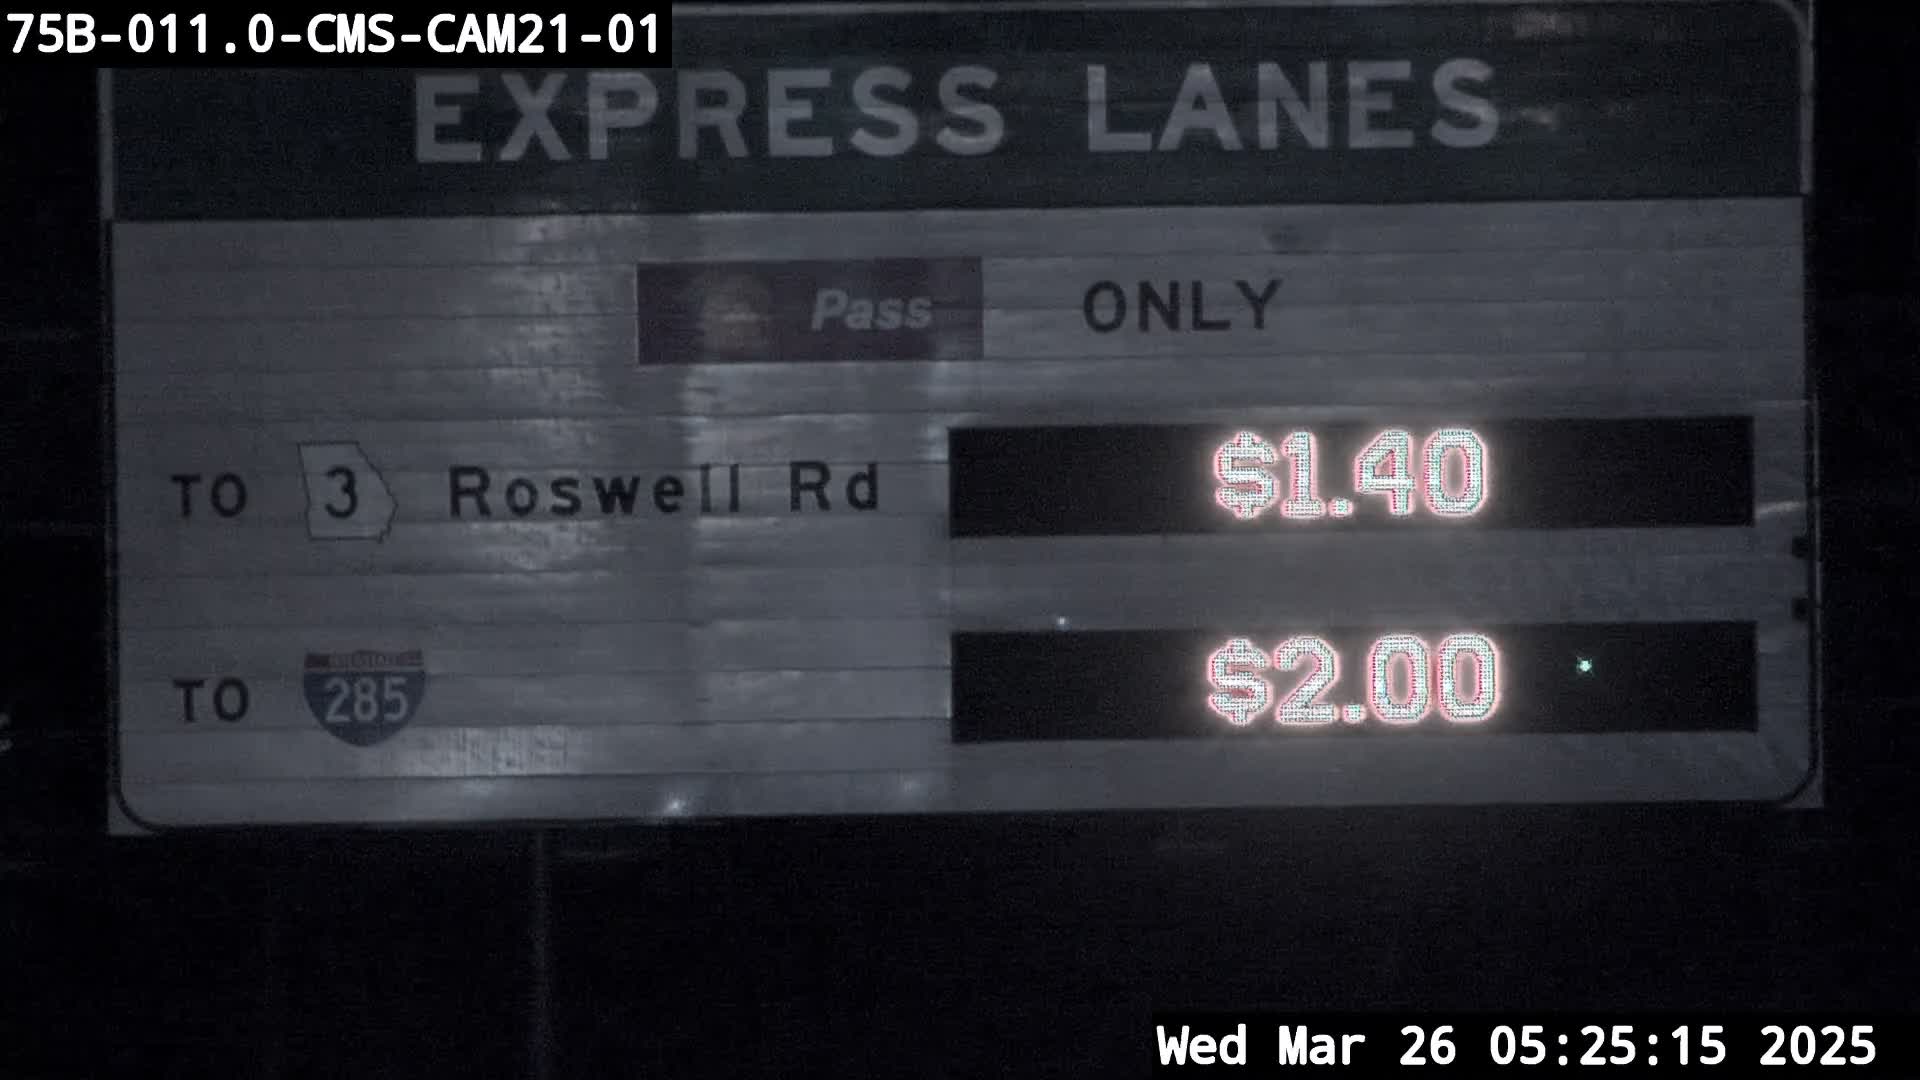 75B-011.0-CMS-CAM21-01
EXPRESS LANES
Pass ONLY
TO 3 Roswell Rd $1.40
INTERSTATE
TO 285 $2.00
Wed Mar 26 05:25:15 2025